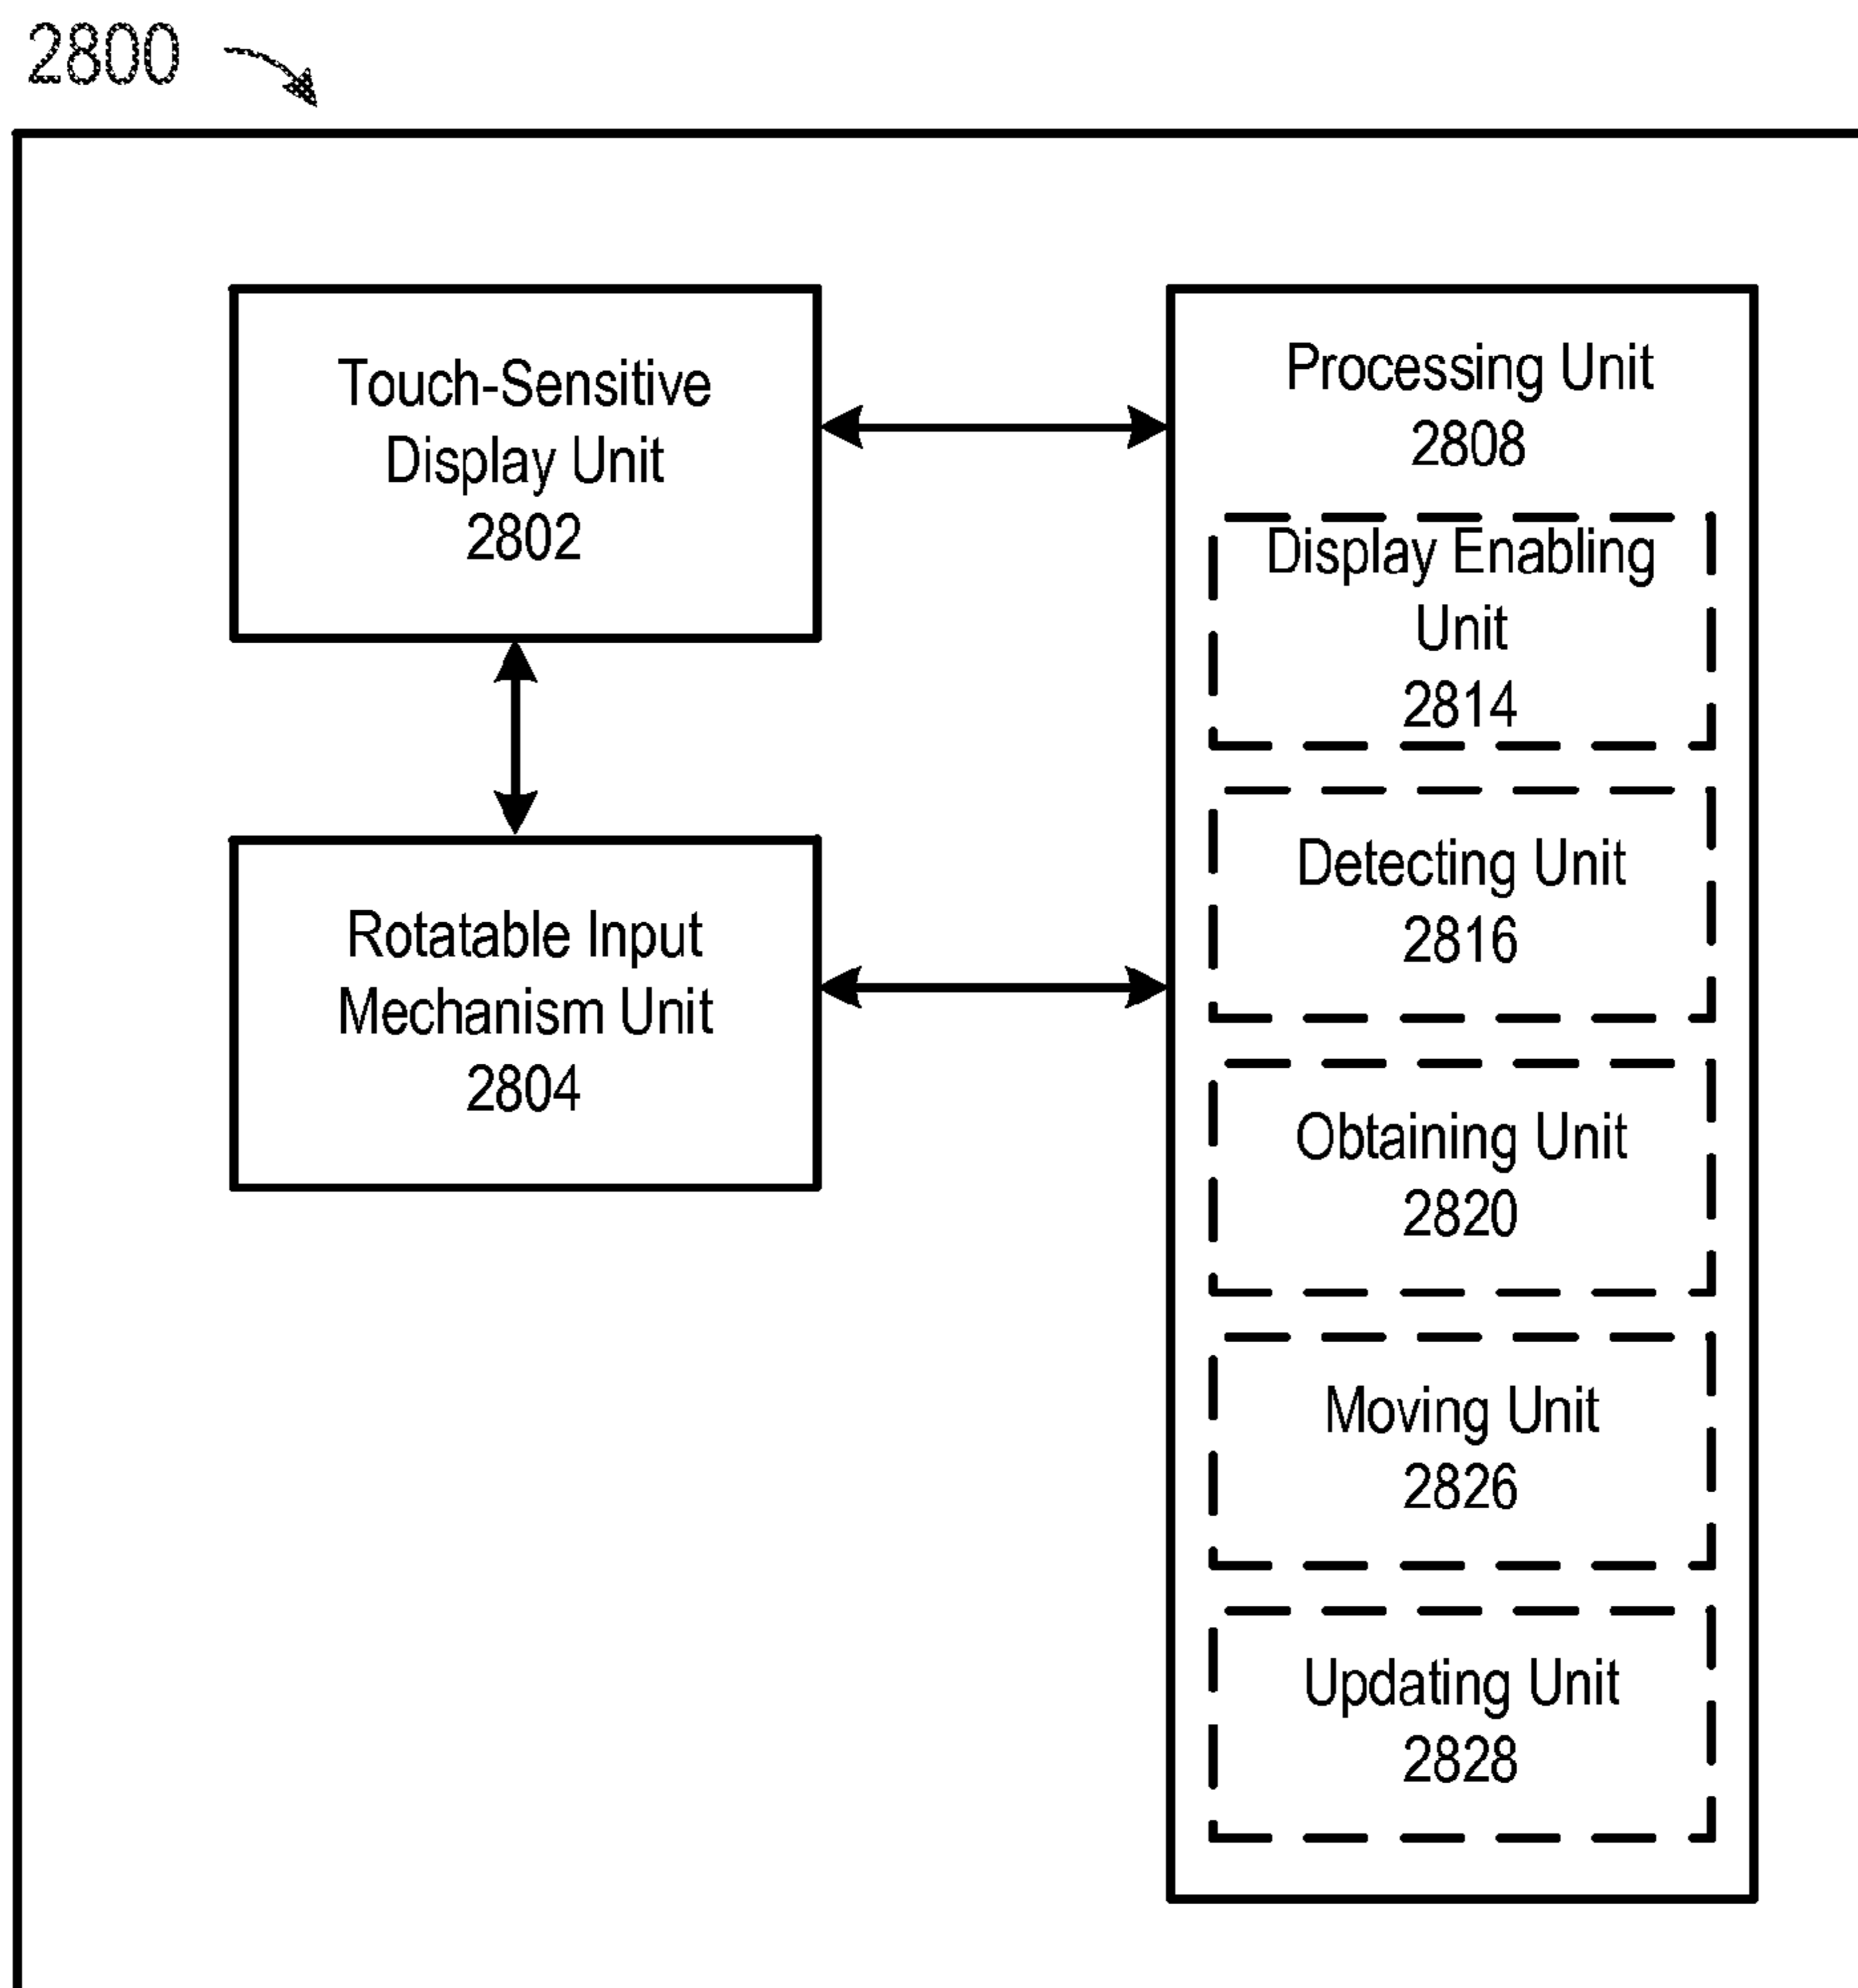 2800
Touch-Sensitive
Display Unit
2802
Rotatable Input
Mechanism Unit
2804
Processing Unit
2808
Display Enabling
Unit
2814
Detecting Unit
2816
Obtaining Unit
2820
Moving Unit
2826
Updating Unit
2828